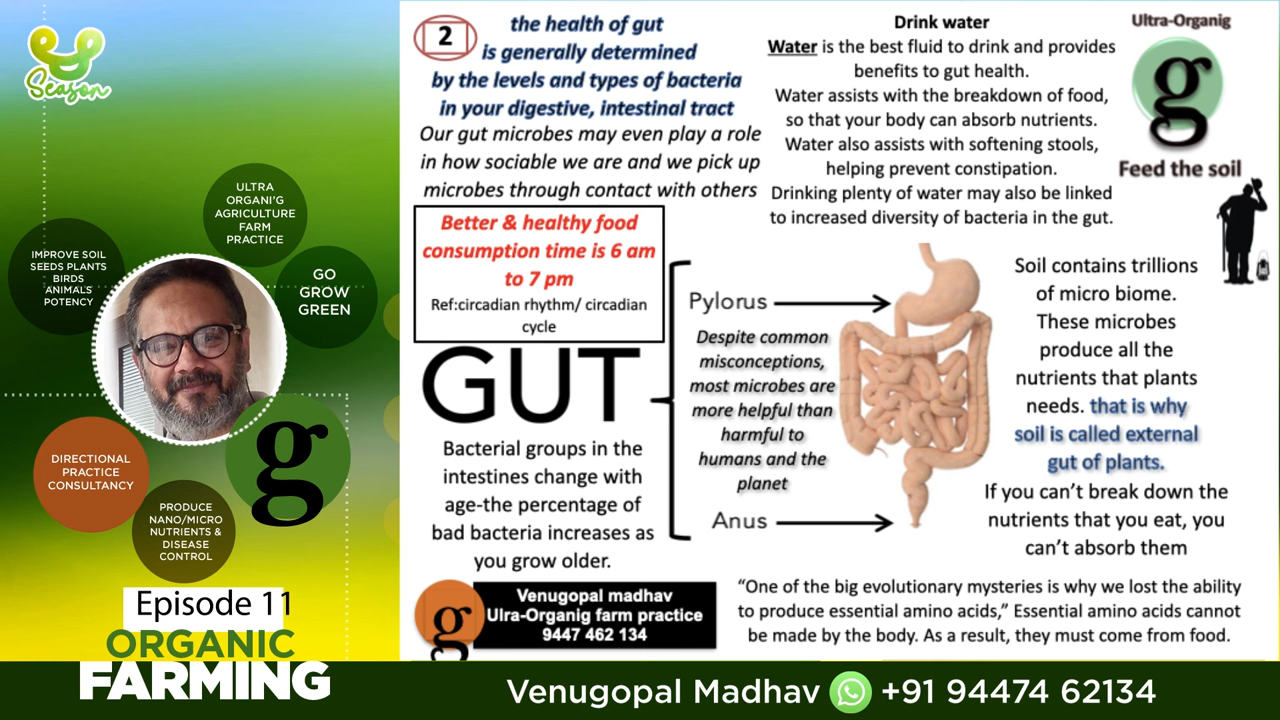 Season
ULTRA
ORGANI'G
AGRICULTURE
FARM
PRACTICE
IMPROVE SOIL
SEEDS PLANTS
BIRDS
ANIMALS
POTENCY
GO
GROW
GREEN
DIRECTIONAL
PRACTICE
CONSULTANCY
g
PRODUCE
NANO/MICRO
NUTRIENTS &
DISEASE
CONTROL
Episode 11
ORGANIC
FARMING
2
the health of gut
is generally determined
by the levels and types of bacteria
in your digestive, intestinal tract
Our gut microbes may even play a role
in how sociable we are and we pick up
microbes through contact with others
Better & healthy food
consumption time is 6 am
to 7 pm
Ref:circadian rhythm/ circadian
cycle
GUT
Bacterial groups in the
intestines change with
age-the percentage of
bad bacteria increases as
you grow older.
Pylorus
Despite common
misconceptions,
most microbes are
more helpful than
harmful to
humans and the
planet
Anus
Drink water
Water is the best fluid to drink and provides
benefits to gut health.
Water assists with the breakdown of food,
so that your body can absorb nutrients.
Water also assists with softening stools,
helping prevent constipation.
Drinking plenty of water may also be linked
to increased diversity of bacteria in the gut.
Ultra-Organig
g
Feed the soil
Soil contains trillions
of micro biome.
These microbes
produce all the
nutrients that plants
needs. that is why
soil is called external
gut of plants.
If you can't break down the
nutrients that you eat, you
can't absorb them
g
Venugopal madhav
Ulra-Organig farm practice
9447 462 134
"One of the big evolutionary mysteries is why we lost the ability
to produce essential amino acids," Essential amino acids cannot
be made by the body. As a result, they must come from food.
Venugopal Madhav +91 94474 62134